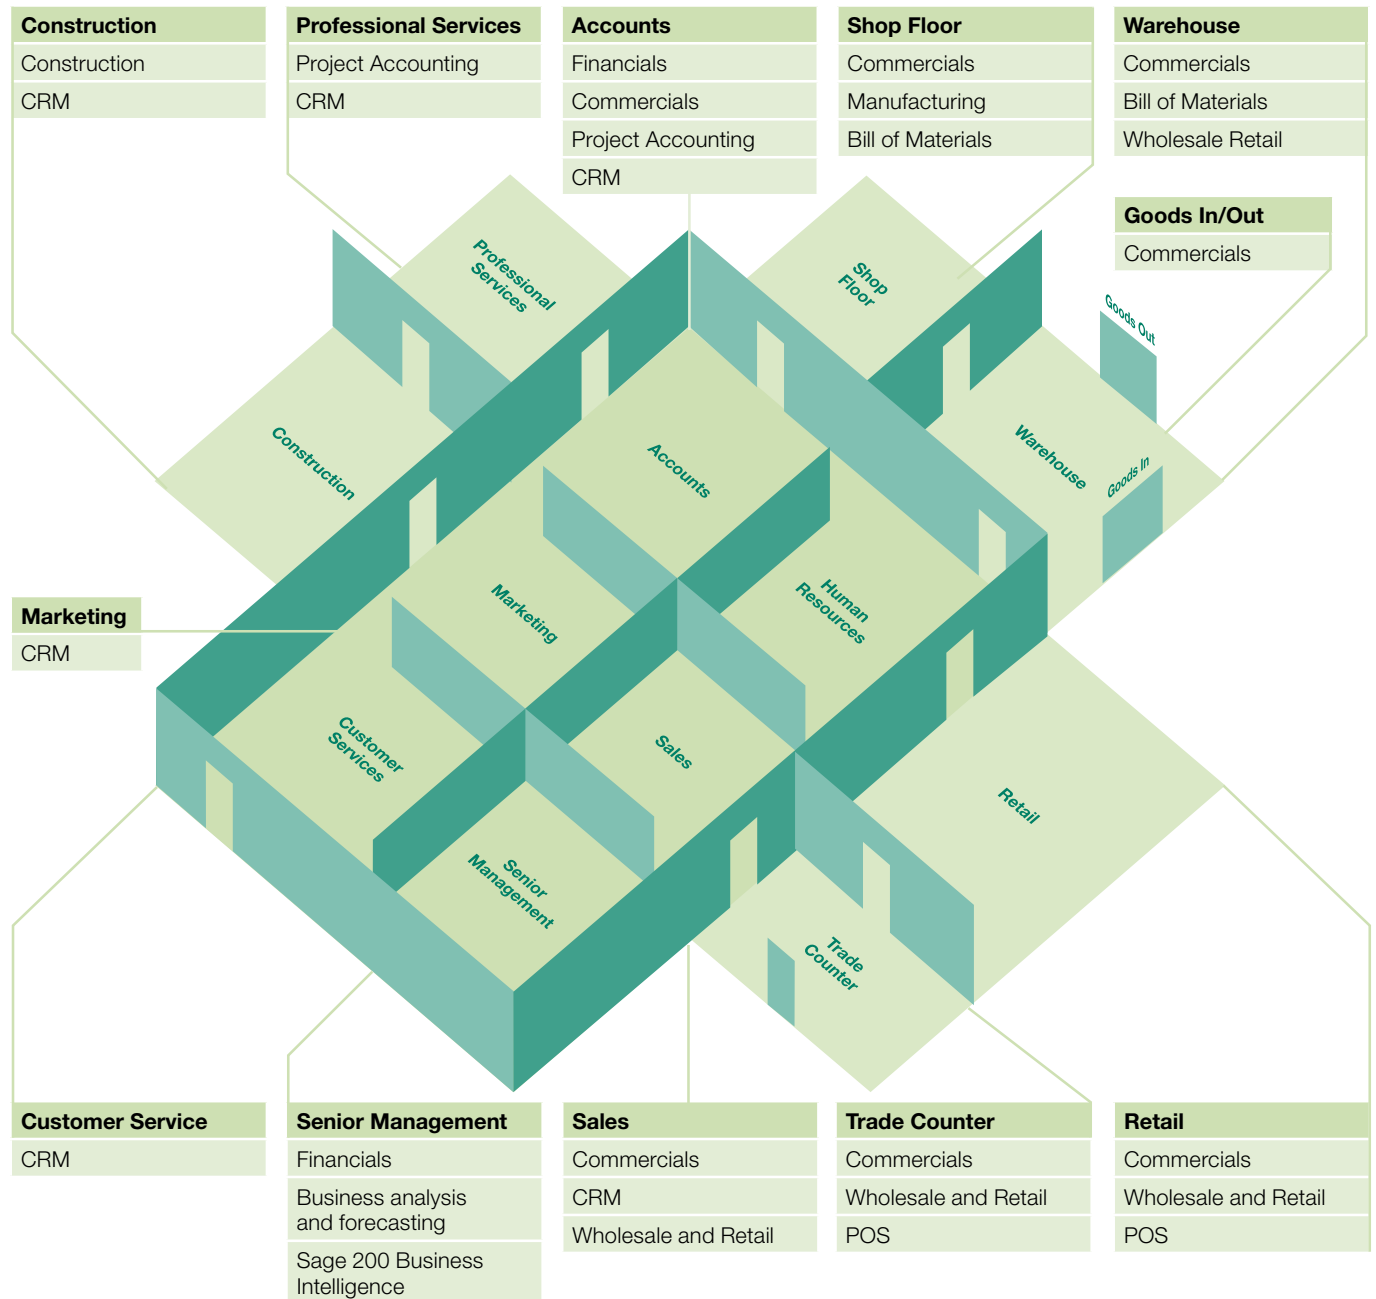 Construction
Construction
CRM
Professional Services
Project Accounting
CRM
Accounts
Financials
Commercials
Project Accounting
CRM
Shop Floor
Commercials
Manufacturing
Bill of Materials
Warehouse
Commercials
Bill of Materials
Wholesale Retail
Goods In/Out
Commercials
Professional
Services
Shop
Floor
Goods Out
Construction
Accounts
Warehouse
Goods In
Marketing
CRM
Marketing
Human
Resources
Customer
Services
Sales
Retail
Senior
Management
Trade
Counter
Customer Service
CRM
Senior Management
Financials
Business analysis
and forecasting
Sage 200 Business
Intelligence
Sales
Commercials
CRM
Wholesale and Retail
Trade Counter
Commercials
Wholesale and Retail
POS
Retail
Commercials
Wholesale and Retail
POS